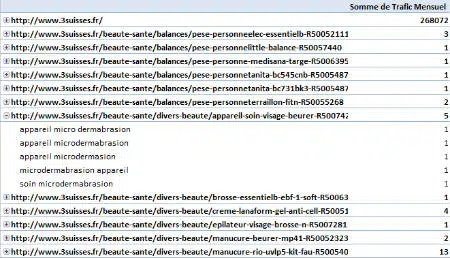 Somme de Trafic Mensuel
http://www.3suisses.fr/ 268072
http://www.3suisses.fr/beaute-sante/balances/pese-personneelec-essentielb-R50052111 3
http://www.3suisses.fr/beaute-sante/balances/pese-personnelittle-balance-R50057440 1
http://www.3suisses.fr/beaute-sante/balances/pese-personne-medisana-targe-R5006395 1
http://www.3suisses.fr/beaute-sante/balances/pese-personnetanita-bc545cnb-R5005487 1
http://www.3suisses.fr/beaute-sante/balances/pese-personnetanita-bc731bk3-R5005487 1
http://www.3suisses.fr/beaute-sante/balances/pese-personneterraillon-fitn-R50055268 2
http://www.3suisses.fr/beaute-sante/divers-beaute/appareil-soin-visage-beurer-R500742 5
appareil micro dermabrasion 1
appareil microdermabrasion 1
appareil microdermasion 1
microdermabrasion appareil 1
soin microdermabrasion 1
http://www.3suisses.fr/beaute-sante/divers-beaute/brosse-essentielb-ebf-1-soft-R50063 1
http://www.3suisses.fr/beaute-sante/divers-beaute/creme-lanaform-gel-anti-cell-R50051 4
http://www.3suisses.fr/beaute-sante/divers-beaute/epilateur-visage-brosse-n-R5007281 1
http://www.3suisses.fr/beaute-sante/divers-beaute/manucure-beurer-mp41-R50052323 2
http://www.3suisses.fr/beaute-sante/divers-beaute/manucure-rio-uvlp5-kit-fau-R500540 13